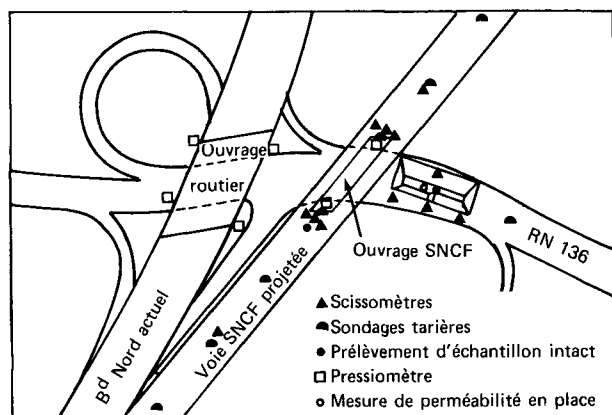 Ouvrage
routier
Ouvrage SNCF
RN 136
Bd Nord actuel
Voie SNCF projetée
Scissomètres
Sondages tarières
Prélèvement d'échantillon intact
Pressiomètre
Mesure de perméabilité en place